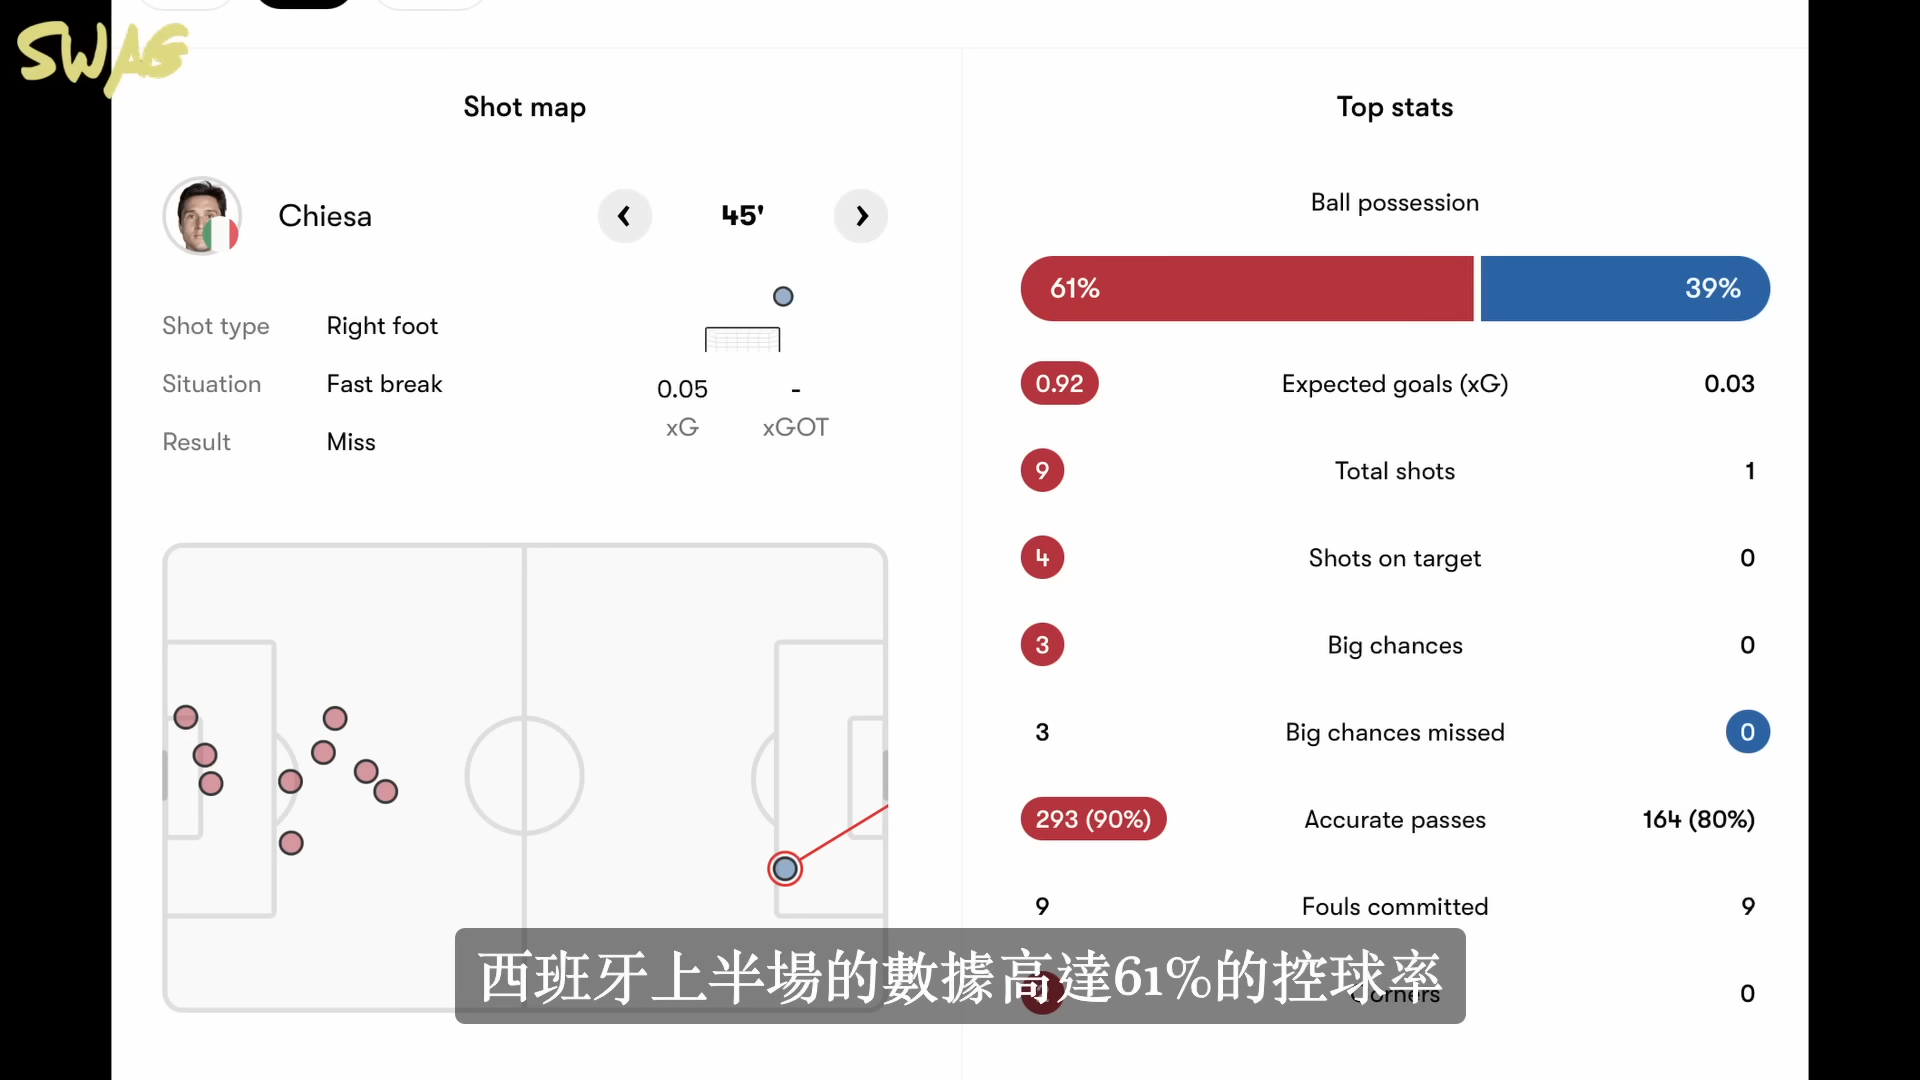 SWAG
Shot map
Chiesa
45'
Shot type Right foot
Situation Fast break
Result Miss
0.05 -
xG xGOT
Top stats
Ball possession
61% 39%
0.92 Expected goals (xG) 0.03
9 Total shots 1
4 Shots on target 0
3 Big chances 0
3 Big chances missed 0
293 (90%) Accurate passes 164 (80%)
9 Fouls committed 9
Corners 0
西班牙上半場的數據高達61%的控球率